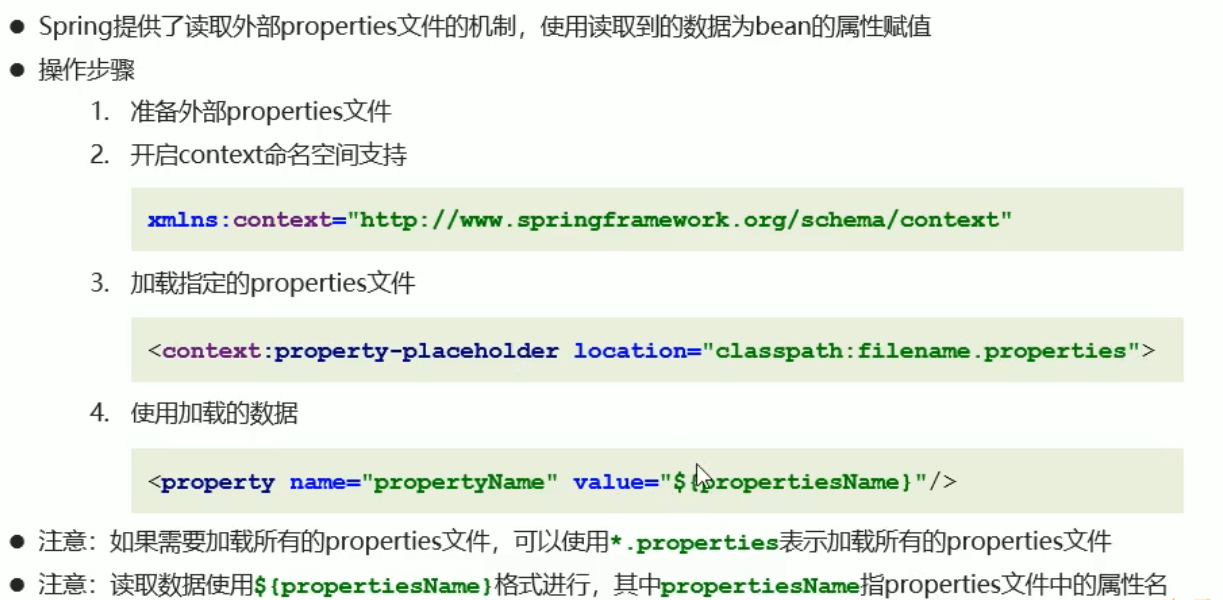 ● Spring提供了读取外部properties文件的机制，使用读取到的数据为bean的属性赋值
● 操作步骤
1. 准备外部properties文件
2. 开启context命名空间支持
xmlns:context="http://www.springframework.org/schema/context"
3. 加载指定的properties文件
<context:property-placeholder location="classpath:filename.properties">
4. 使用加载的数据
<property name="propertyName" value="${propertiesName}"/>
● 注意：如果需要加载所有的properties文件，可以使用*.properties表示加载所有的properties文件
● 注意：读取数据使用${propertiesName}格式进行，其中propertiesName指properties文件中的属性名